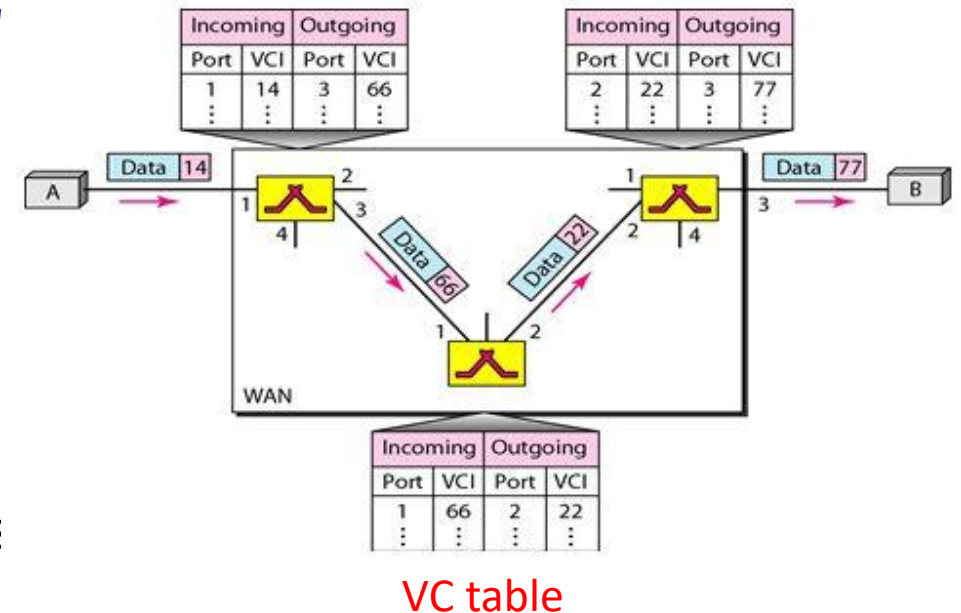 Incoming Outgoing
Port VCI Port VCI
1 14 3 66
⋮ ⋮ ⋮ ⋮
Incoming Outgoing
Port VCI Port VCI
2 22 3 77
⋮ ⋮ ⋮ ⋮
A
Data 14
1
2
3
4
Data 66
1
2
Data 22
1
2
3
4
Data 77
B
WAN
Incoming Outgoing
Port VCI Port VCI
1 66 2 22
⋮ ⋮ ⋮ ⋮
VC table